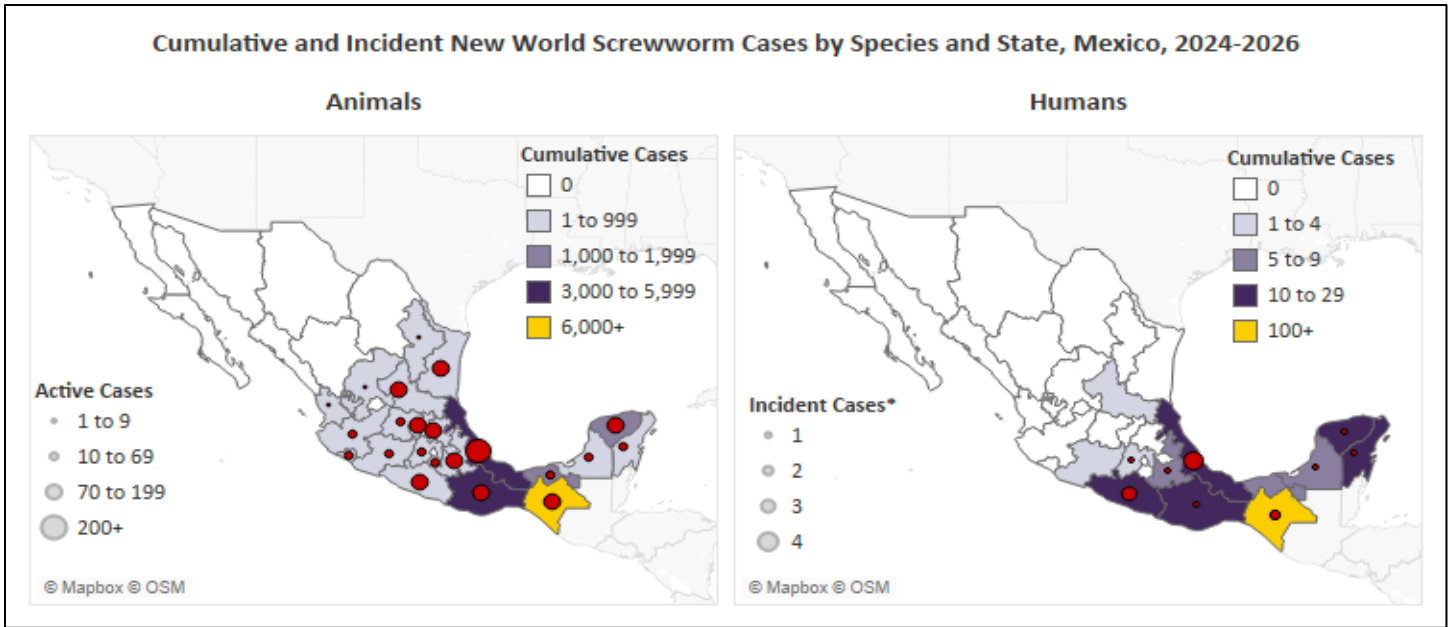 Cumulative and Incident New World Screwworm Cases by Species and State, Mexico, 2024-2026
Animals
Cumulative Cases
0
1 to 999
1,000 to 1,999
3,000 to 5,999
6,000+
Active Cases
1 to 9
10 to 69
70 to 199
200+
© Mapbox © OSM
Humans
Cumulative Cases
0
1 to 4
5 to 9
10 to 29
100+
Incident Cases*
1
2
3
4
© Mapbox © OSM